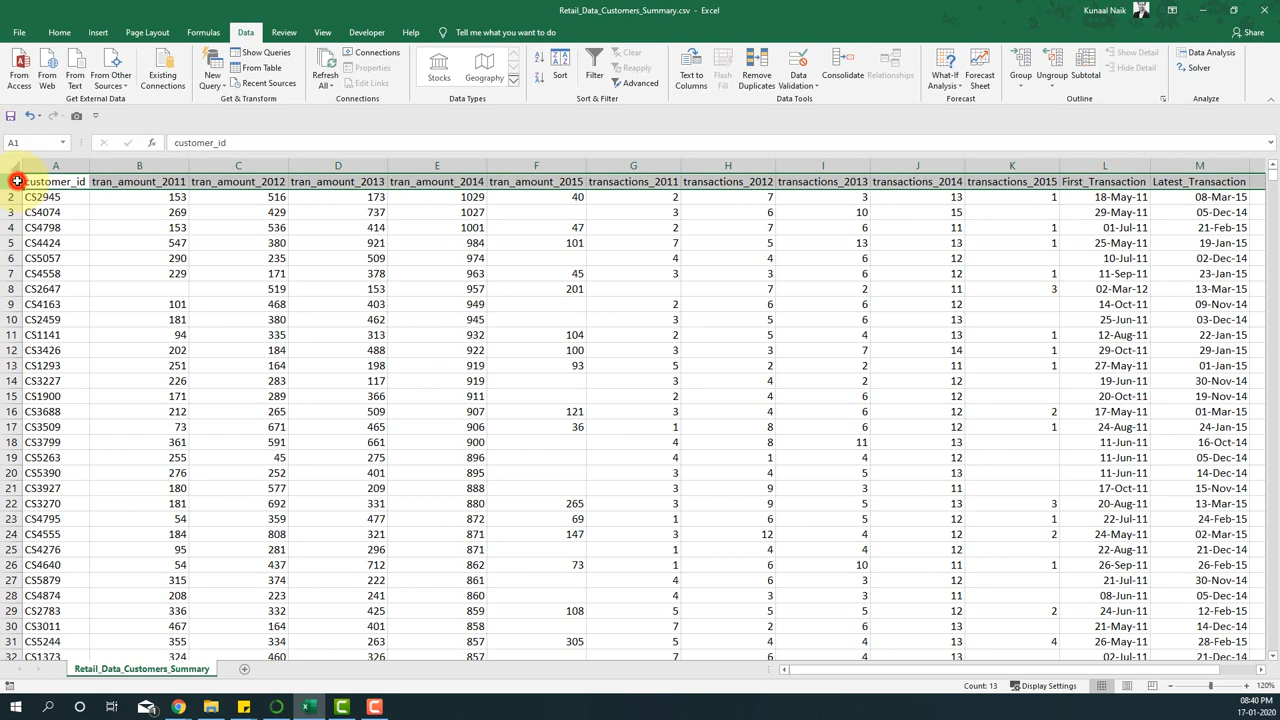 Retail_Data_Customers_Summary.csv - Excel
Kunaal Naik
File Home Insert Page Layout Formulas Data Review View Developer Help Tell me what you want to do Share
From Access
From Web
From Text
From Other Sources
Existing Connections
Get External Data
New Query
Show Queries
From Table
Recent Sources
Get & Transform
Refresh All
Connections
Properties
Edit Links
Connections
Stocks
Geography
Data Types
Sort
Filter
Clear
Reapply
Advanced
Sort & Filter
Text to Columns
Flash Fill
Remove Duplicates
Data Validation
Consolidate
Relationships
Data Tools
What-If Analysis
Forecast Sheet
Forecast
Group
Ungroup
Subtotal
Show Detail
Hide Detail
Outline
Data Analysis
Solver
Analyze
A1 fx customer_id
A B C D E F G H I J K L M
customer_id tran_amount_2011 tran_amount_2012 tran_amount_2013 tran_amount_2014 tran_amount_2015 transactions_2011 transactions_2012 transactions_2013 transactions_2014 transactions_2015 First_Transaction Latest_Transaction
2 CS2945 153 516 173 1029 40 2 7 3 11 1 18-May-11 08-Mar-15
3 CS4074 269 429 737 1027 3 6 10 15 29-May-11 05-Dec-14
4 CS4798 153 536 414 1001 47 2 7 6 11 1 01-Jul-11 21-Feb-15
5 CS4424 547 380 921 984 101 7 5 13 13 1 25-May-11 19-Jan-15
6 CS5057 290 235 509 974 4 4 6 12 10-Jul-11 02-Dec-14
7 CS4558 229 171 378 963 45 3 3 6 12 1 11-Sep-11 23-Jan-15
8 CS2647 519 153 957 201 7 2 11 3 02-Mar-12 13-Mar-15
9 CS4163 101 468 403 949 2 6 6 12 14-Oct-11 09-Nov-14
10 CS2459 181 380 462 945 3 5 6 13 25-Jun-11 03-Dec-14
11 CS1141 94 335 313 932 104 2 5 4 13 1 12-Aug-11 22-Jan-15
12 CS3426 202 184 488 922 100 3 3 7 14 1 29-Oct-11 29-Jan-15
13 CS1293 251 164 198 919 93 5 2 2 11 1 27-May-11 01-Jan-15
14 CS3227 226 283 117 919 3 4 2 12 19-Jun-11 30-Nov-14
15 CS1900 171 289 366 911 2 4 6 12 20-Oct-11 19-Nov-14
16 CS3688 212 265 509 907 121 3 4 6 12 2 17-May-11 01-Mar-15
17 CS3509 73 671 465 906 36 1 8 6 12 1 24-Aug-11 24-Jan-15
18 CS3799 361 591 661 900 4 8 11 13 11-Jun-11 16-Oct-14
19 CS5263 255 45 275 896 4 1 4 12 11-Jun-11 05-Dec-14
20 CS5390 276 252 401 895 3 4 5 13 11-Jun-11 14-Dec-14
21 CS3927 180 577 209 888 3 9 3 11 17-Oct-11 15-Nov-14
22 CS3270 181 692 331 880 265 3 9 5 13 3 20-Aug-11 13-Mar-15
23 CS4795 54 359 477 872 69 1 6 5 12 1 22-Jul-11 24-Feb-15
24 CS4555 184 808 321 871 147 3 12 4 12 2 24-May-11 02-Mar-15
25 CS4276 95 281 296 871 1 4 4 12 22-Aug-11 21-Dec-14
26 CS4640 54 437 712 862 73 1 6 10 11 1 26-Sep-11 26-Feb-15
27 CS5879 315 374 222 861 4 6 3 12 21-Jul-11 30-Nov-14
28 CS4874 208 223 241 860 3 3 3 11 08-Jun-11 05-Dec-14
29 CS2783 336 332 425 859 108 5 5 5 12 2 24-Jun-11 12-Feb-15
30 CS3011 467 164 401 858 7 2 6 13 21-May-11 14-Dec-14
31 CS5244 355 334 263 857 305 5 4 4 13 4 26-May-11 28-Feb-15
32 CS1373 324 460 326 857 7 6 4 12 02-Jul-11 21-Dec-14
Retail_Data_Customers_Summary
Count: 13 Display Settings 120%
08:40 PM
17-01-2020